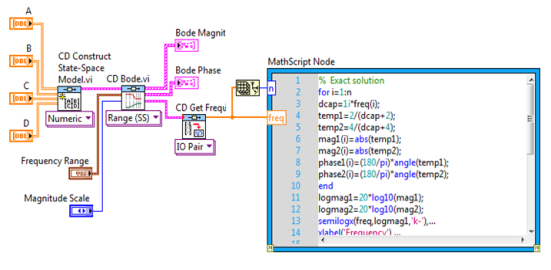 A
[DBL]
B
[DBL]
C
[DBL]
D
[DBL]
CD Construct
State-Space
Model.vi
Numeric
CD Bode.vi
Range (SS)
Bode Magnit
Bode Phase
CD Get Frequ
IO Pair
Frequency Range
Magnitude Scale
MathScript Node
n
freq
1 % Exact solution
2 for i=1:n
3 dcap=1i*freq(i);
4 temp1=2/(dcap+2);
5 temp2=4/(dcap+4);
6 mag1(i)=abs(temp1);
7 mag2(i)=abs(temp2);
8 phase1(i)=(180/pi)*angle(temp1);
9 phase2(i)=(180/pi)*angle(temp2);
10 end
11 logmag1=20*log10(mag1);
12 logmag2=20*log10(mag2);
13 semilogx(freq,logmag1,'k-',...
14 xlabel('Frequency') ...